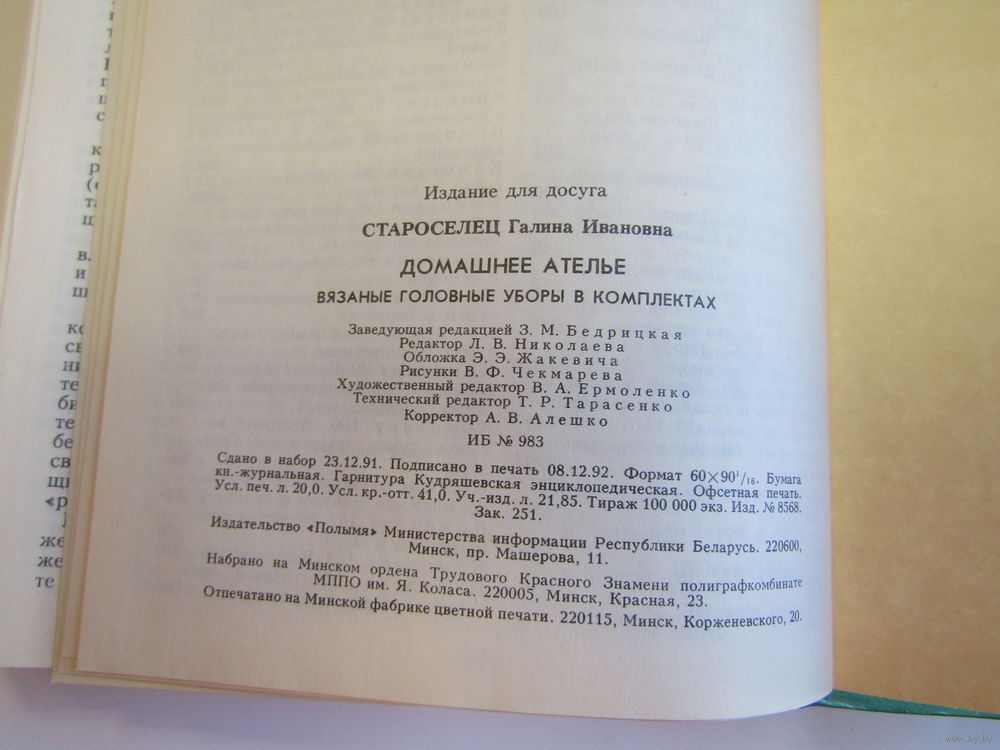 Издание для досуга
СТАРОСЕЛЕЦ Галина Ивановна
ДОМАШНЕЕ АТЕЛЬЕ
ВЯЗАНЫЕ ГОЛОВНЫЕ УБОРЫ В КОМПЛЕКТАХ
Заведующая редакцией З. М. Бедрицкая
Редактор Л. В. Николаева
Обложка Э. Э. Жакевича
Рисунки В. Ф. Чекмарева
Художественный редактор В. А. Ермоленко
Технический редактор Т. Р. Тарасенко
Корректор А. В. Алешко
ИБ № 983
Сдано в набор 23.12.91. Подписано в печать 08.12.92. Формат 60×90¹/₁₆. Бумага
кн.-журнальная. Гарнитура Кудряшевская энциклопедическая. Офсетная печать.
Усл. печ. л. 20,0. Усл. кр.-отт. 41,0. Уч.-изд. л. 21,85. Тираж 100 000 экз. Изд. № 8568.
Зак. 251.
Издательство «Полымя» Министерства информации Республики Беларусь. 220600,
Минск, пр. Машерова, 11.
Набрано на Минском ордена Трудового Красного Знамени полиграфкомбинате
МППО им. Я. Коласа. 220005, Минск, Красная, 23.
Отпечатано на Минской фабрике цветной печати. 220115, Минск, Корженевского, 20.
www.ay.by